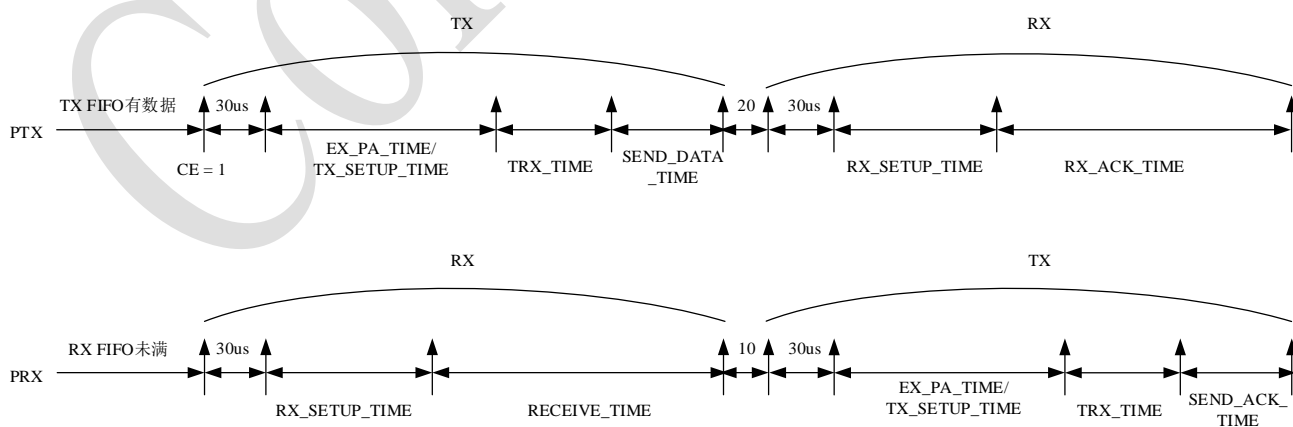 TX
RX
TX FIFO有数据
30us
20
30us
PTX
CE = 1
EX_PA_TIME/
TX_SETUP_TIME
TRX_TIME
SEND_DATA
_TIME
RX_SETUP_TIME
RX_ACK_TIME
RX
TX
RX FIFO未满
30us
10
30us
PRX
RX_SETUP_TIME
RECEIVE_TIME
EX_PA_TIME/
TX_SETUP_TIME
TRX_TIME
SEND_ACK_
TIME